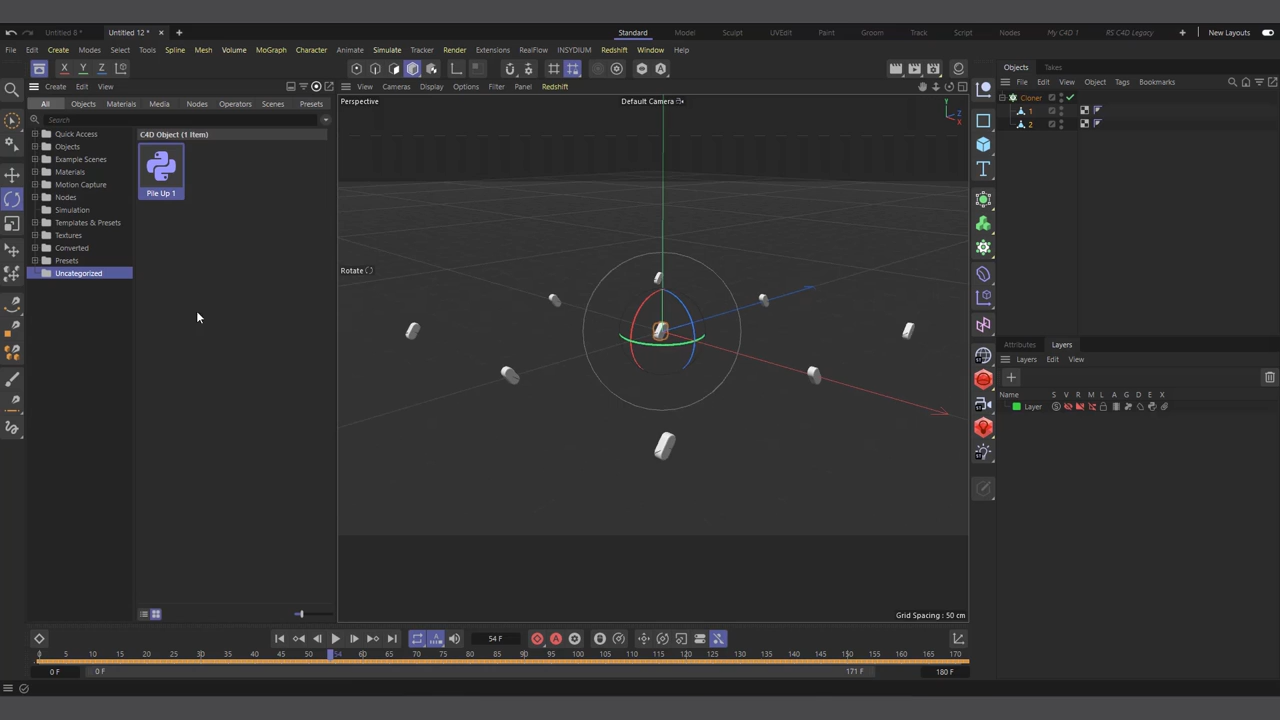 Untitled 8 *
Untitled 12 *
Standard
Model
Sculpt
UVEdit
Paint
Groom
Track
Script
Nodes
My C4D 1
RS C4D Legacy
New Layouts
File
Edit
Create
Modes
Select
Tools
Spline
Mesh
Volume
MoGraph
Character
Animate
Simulate
Tracker
Render
Extensions
RealFlow
INSYDIUM
Redshift
Window
Help
X
Y
Z
Create
Edit
View
All
Objects
Materials
Media
Nodes
Operators
Scenes
Presets
Search
Quick Access
Objects
Example Scenes
Materials
Motion Capture
Nodes
Simulation
Templates & Presets
Textures
Converted
Presets
Uncategorized
C4D Object (1 Item)
Pile Up 1
View
Cameras
Display
Options
Filter
Panel
Redshift
Perspective
Default Camera
Y
Z
X
Rotate
Grid Spacing : 50 cm
Objects
Takes
File
Edit
View
Object
Tags
Bookmarks
Cloner
1
2
Attributes
Layers
Layers
Edit
View
Name
S V R M L A G D E X
Layer
54 F
0 5 10 15 20 25 30 35 40 45 50 54 60 65 70 75 80 85 90 95 100 105 110 115 120 125 130 135 140 145 150 155 160 165 170
0 F
0 F
171 F
180 F